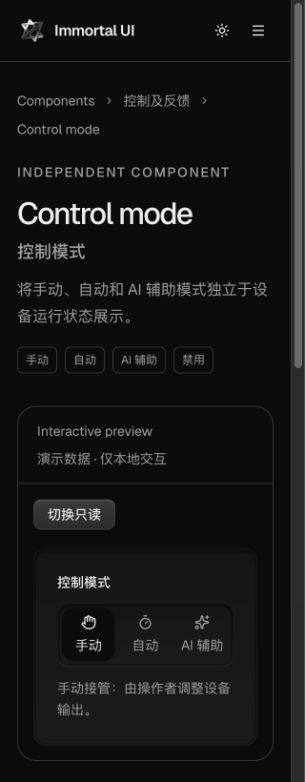 Immortal UI
Components > 控制及反馈 >
Control mode
INDEPENDENT COMPONENT
Control mode
控制模式
将手动、自动和 AI 辅助模式独立于设
备运行状态展示。
手动 自动 AI 辅助 禁用
Interactive preview
演示数据 · 仅本地交互
切换只读
控制模式
手动 自动 AI 辅助
手动接管：由操作者调整设备
输出。